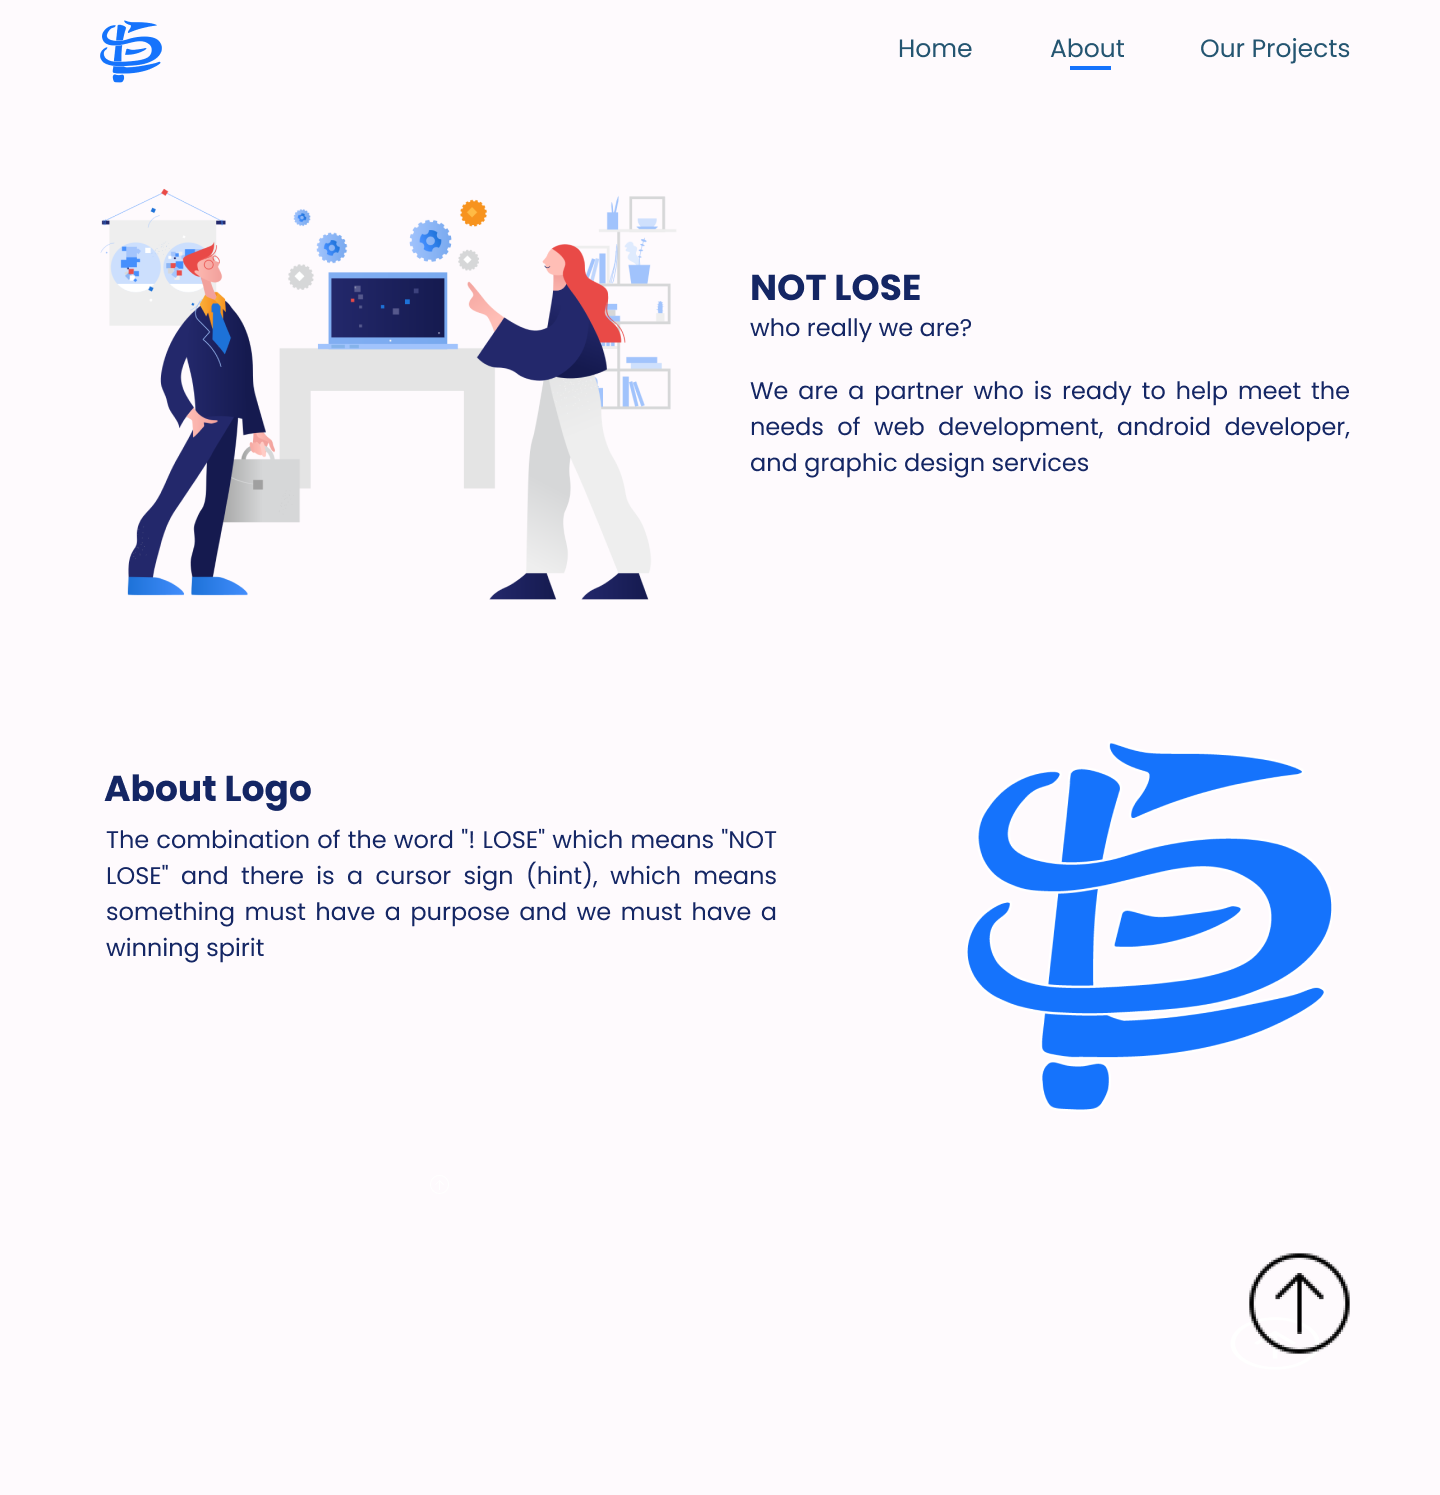 Home About Our Projects
NOT LOSE
who really we are?
We are a partner who is ready to help meet the
needs of web development, android developer,
and graphic design services
About Logo
The combination of the word "! LOSE" which means "NOT
LOSE" and there is a cursor sign (hint), which means
something must have a purpose and we must have a
winning spirit